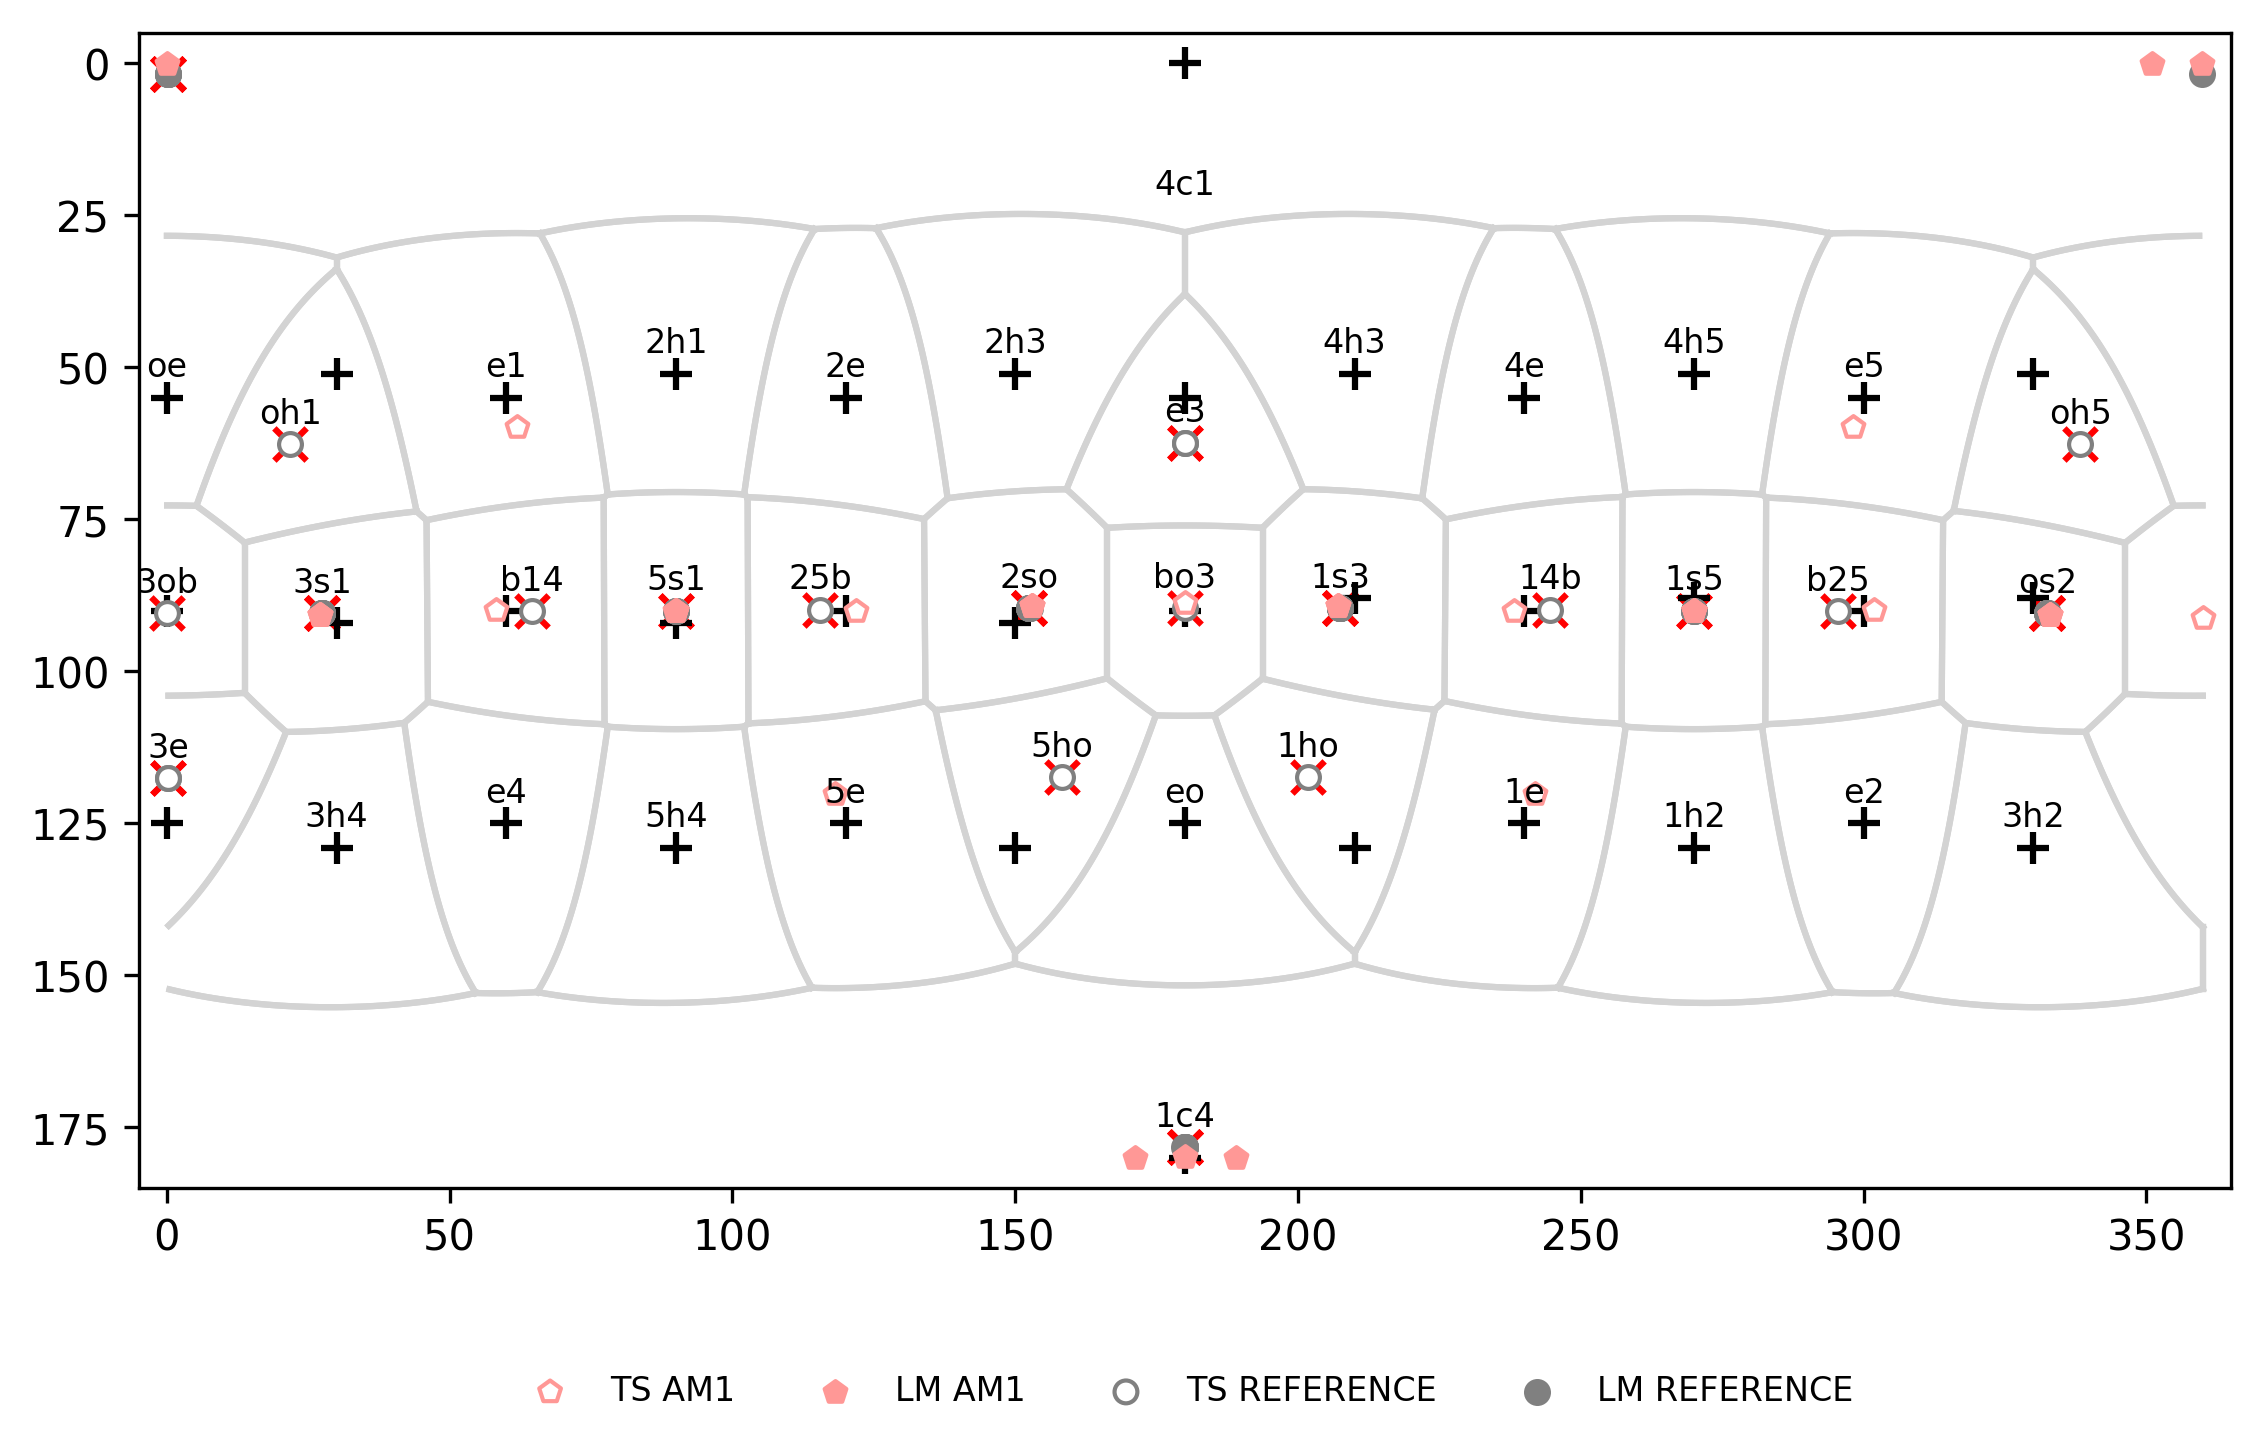 0
4c1
25
2h1 2h3 4h3 4h5
50 oe e1 2e 4e e5
oh1 e3 oh5
75
3ob 3s1 b14 5s1 25b 2so bo3 1s3 14b 1s5 b25 os2
100
3e 5ho 1ho
e4 5e eo 1e e2
125 3h4 5h4 1h2 3h2
150
175 1c4
0 50 100 150 200 250 300 350
TS AM1 LM AM1 TS REFERENCE LM REFERENCE